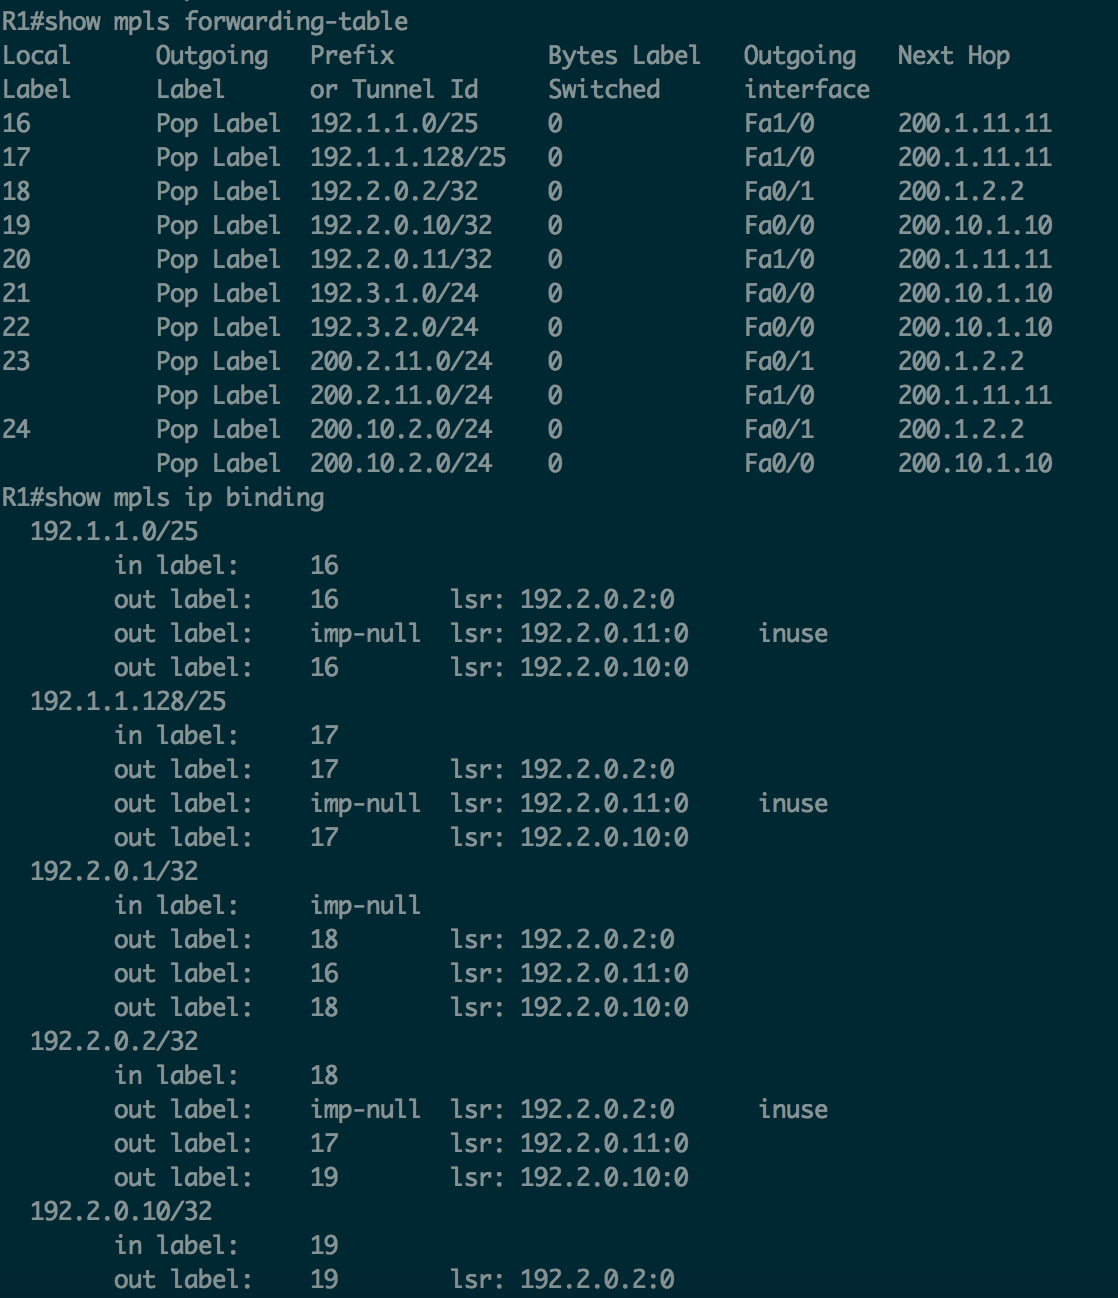 R1#show mpls forwarding-table
Local      Outgoing   Prefix           Bytes Label   Outgoing   Next Hop
Label      Label      or Tunnel Id     Switched      interface
16         Pop Label  192.1.1.0/25     0             Fa1/0      200.1.11.11
17         Pop Label  192.1.1.128/25   0             Fa1/0      200.1.11.11
18         Pop Label  192.2.0.2/32     0             Fa0/1      200.1.2.2
19         Pop Label  192.2.0.10/32    0             Fa0/0      200.10.1.10
20         Pop Label  192.2.0.11/32    0             Fa1/0      200.1.11.11
21         Pop Label  192.3.1.0/24     0             Fa0/0      200.10.1.10
22         Pop Label  192.3.2.0/24     0             Fa0/0      200.10.1.10
23         Pop Label  200.2.11.0/24    0             Fa0/1      200.1.2.2
           Pop Label  200.2.11.0/24    0             Fa1/0      200.1.11.11
24         Pop Label  200.10.2.0/24    0             Fa0/1      200.1.2.2
           Pop Label  200.10.2.0/24    0             Fa0/0      200.10.1.10
R1#show mpls ip binding
  192.1.1.0/25
        in label:     16
        out label:    16        lsr: 192.2.0.2:0
        out label:    imp-null  lsr: 192.2.0.11:0     inuse
        out label:    16        lsr: 192.2.0.10:0
  192.1.1.128/25
        in label:     17
        out label:    17        lsr: 192.2.0.2:0
        out label:    imp-null  lsr: 192.2.0.11:0     inuse
        out label:    17        lsr: 192.2.0.10:0
  192.2.0.1/32
        in label:     imp-null
        out label:    18        lsr: 192.2.0.2:0
        out label:    16        lsr: 192.2.0.11:0
        out label:    18        lsr: 192.2.0.10:0
  192.2.0.2/32
        in label:     18
        out label:    imp-null  lsr: 192.2.0.2:0      inuse
        out label:    17        lsr: 192.2.0.11:0
        out label:    19        lsr: 192.2.0.10:0
  192.2.0.10/32
        in label:     19
        out label:    19        lsr: 192.2.0.2:0